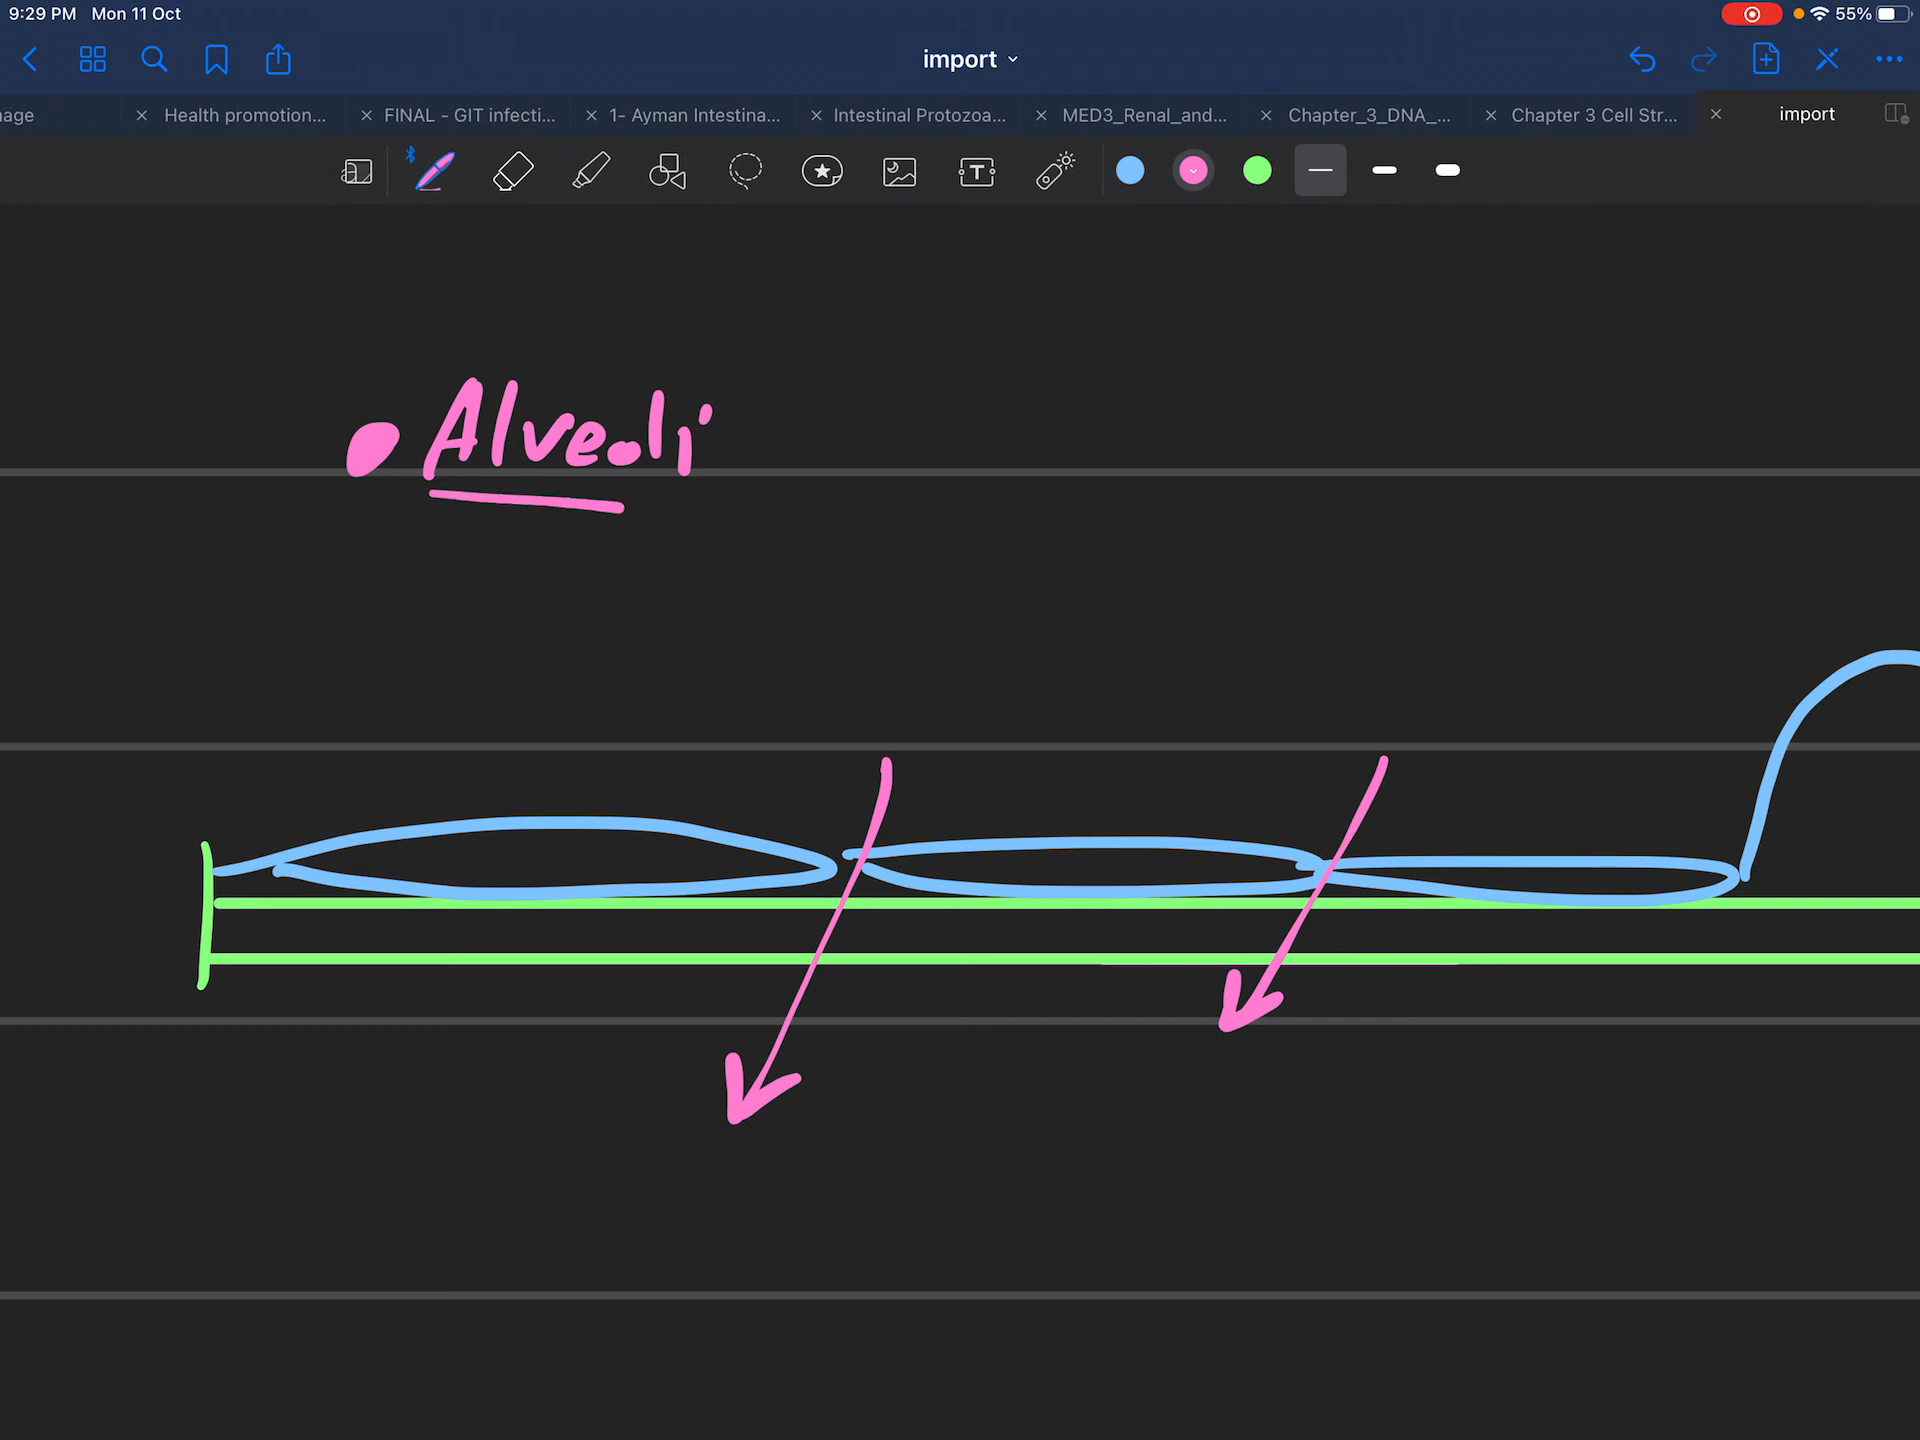 9:29 PM Mon 11 Oct 55%
import
age Health promotion... FINAL - GIT infecti... 1- Ayman Intestina... Intestinal Protozoa... MED3_Renal_and... Chapter_3_DNA_... Chapter 3 Cell Str... import
Alveoli